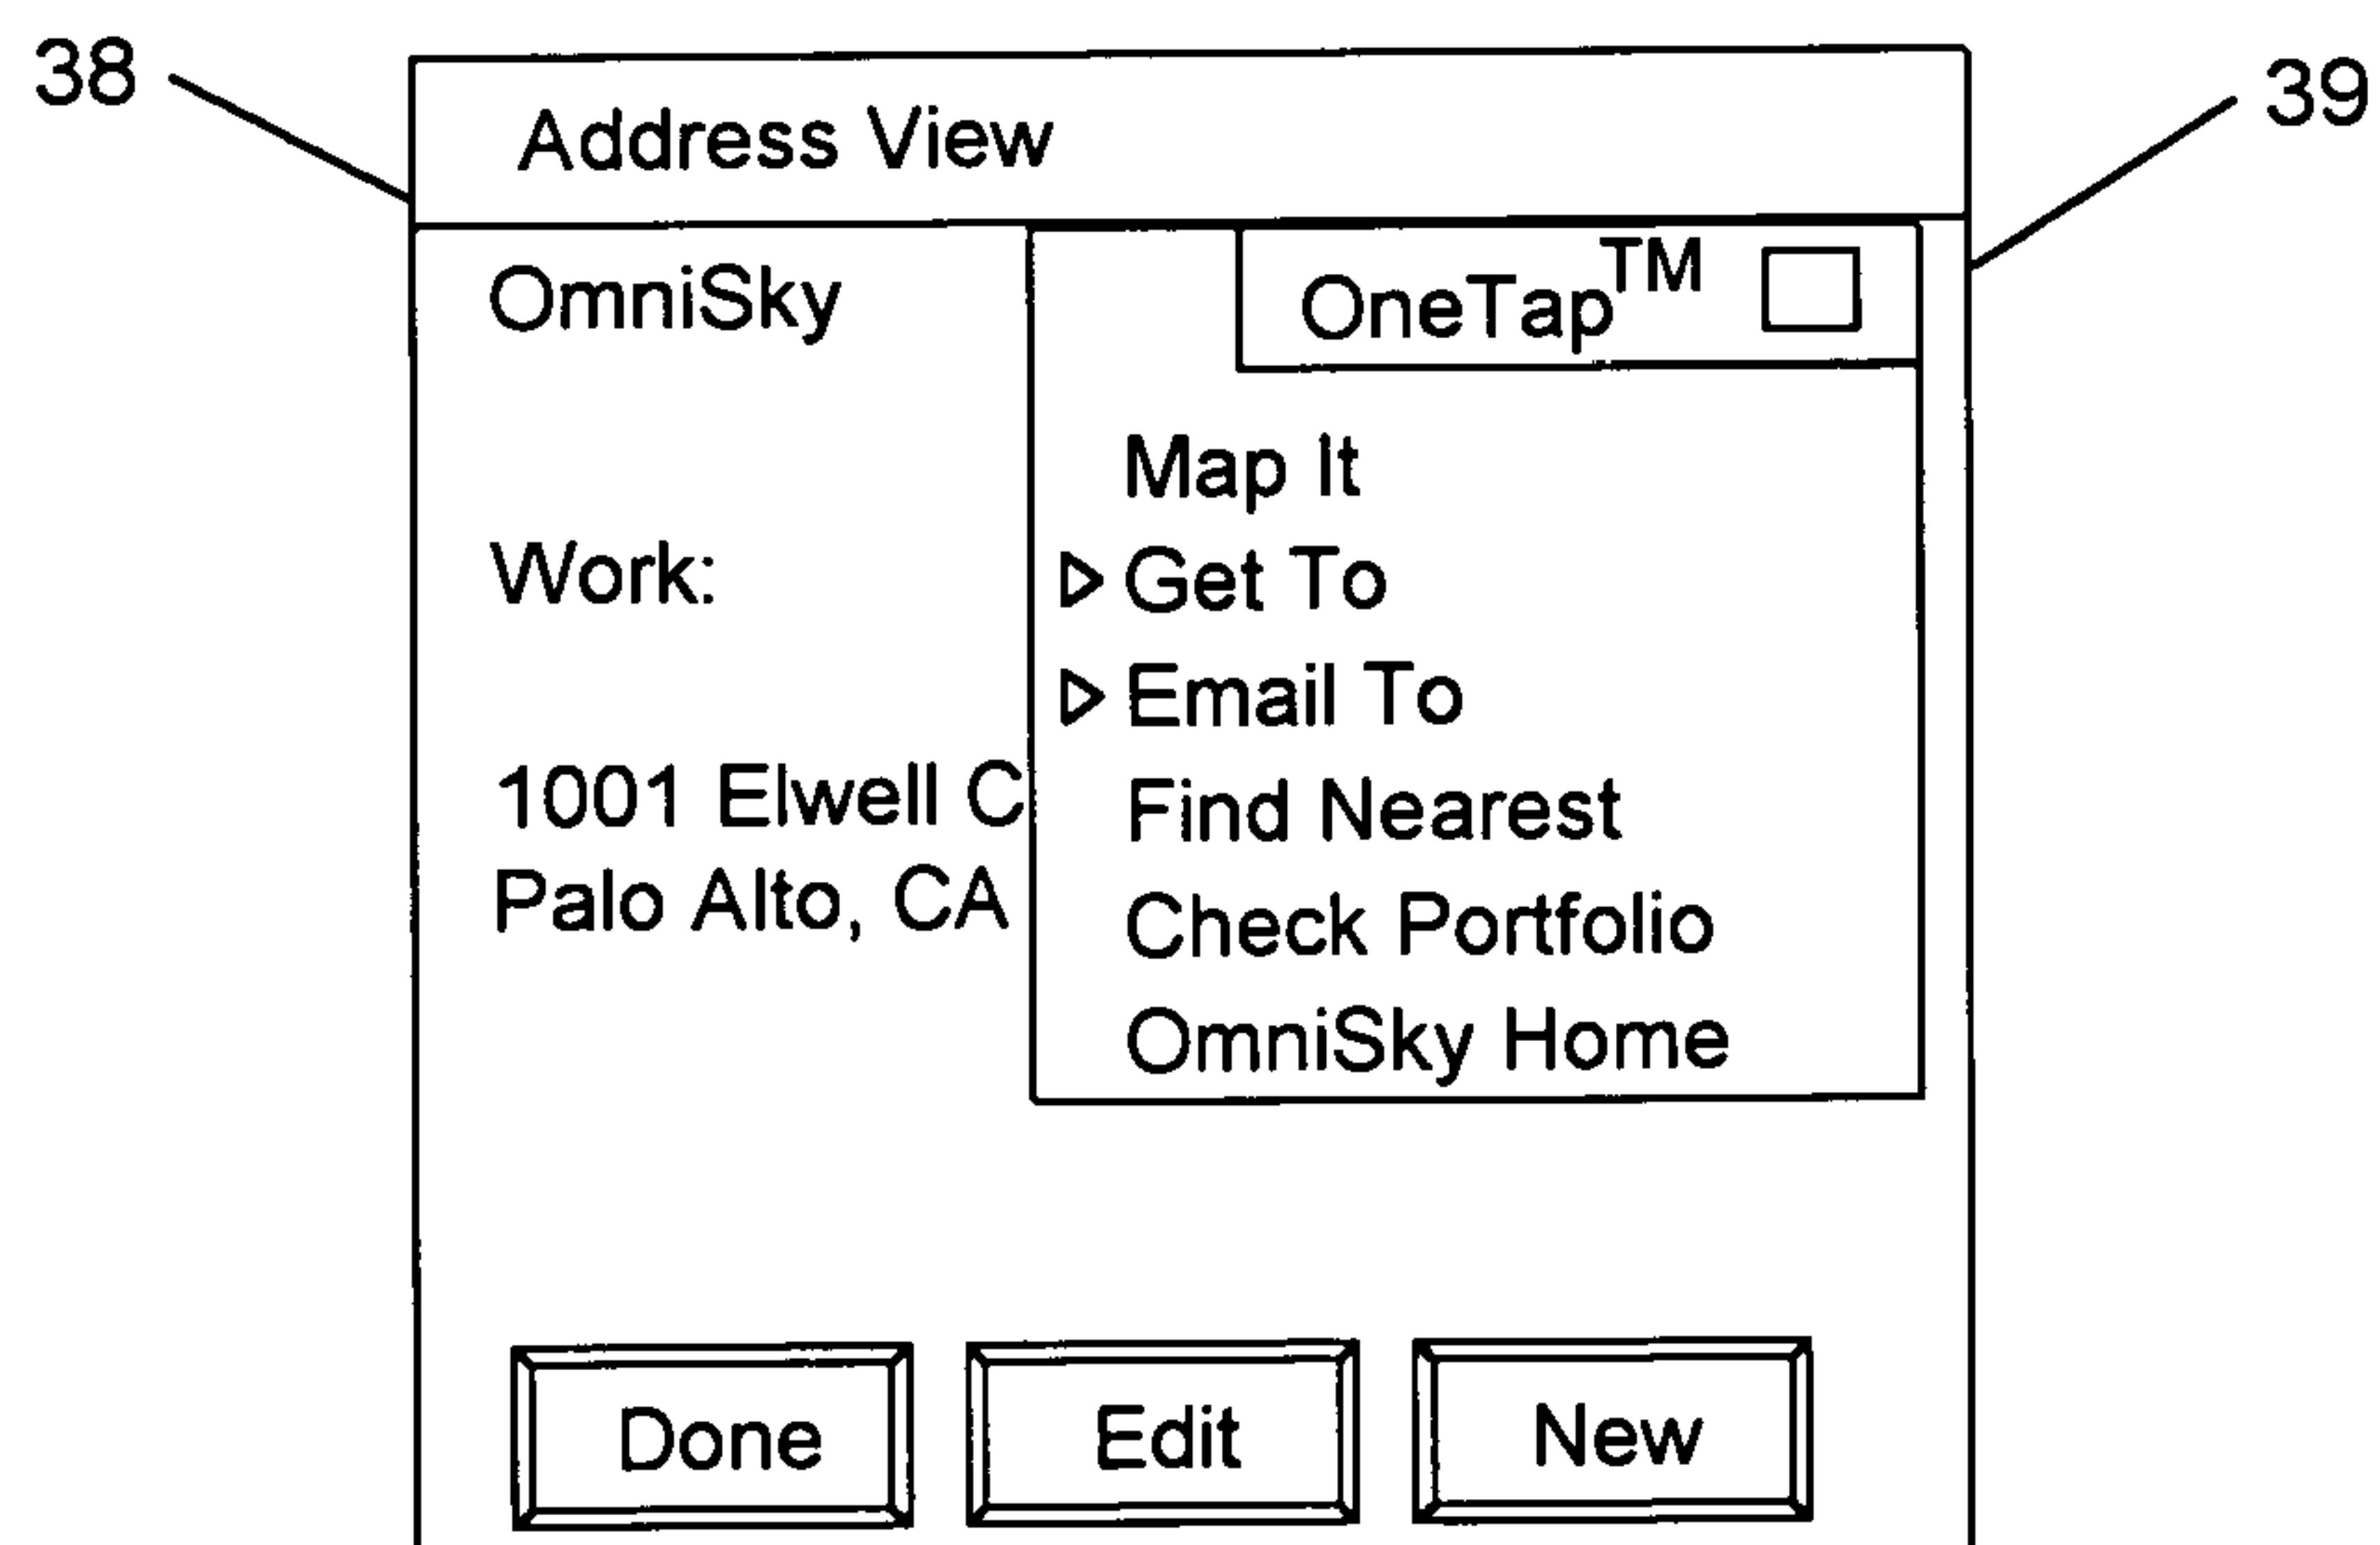 38
39
Address View
OmniSky
OneTap™
Map It
Work:
Get To
Email To
1001 Elwell C
Find Nearest
Palo Alto, CA
Check Portfolio
OmniSky Home
Done
Edit
New